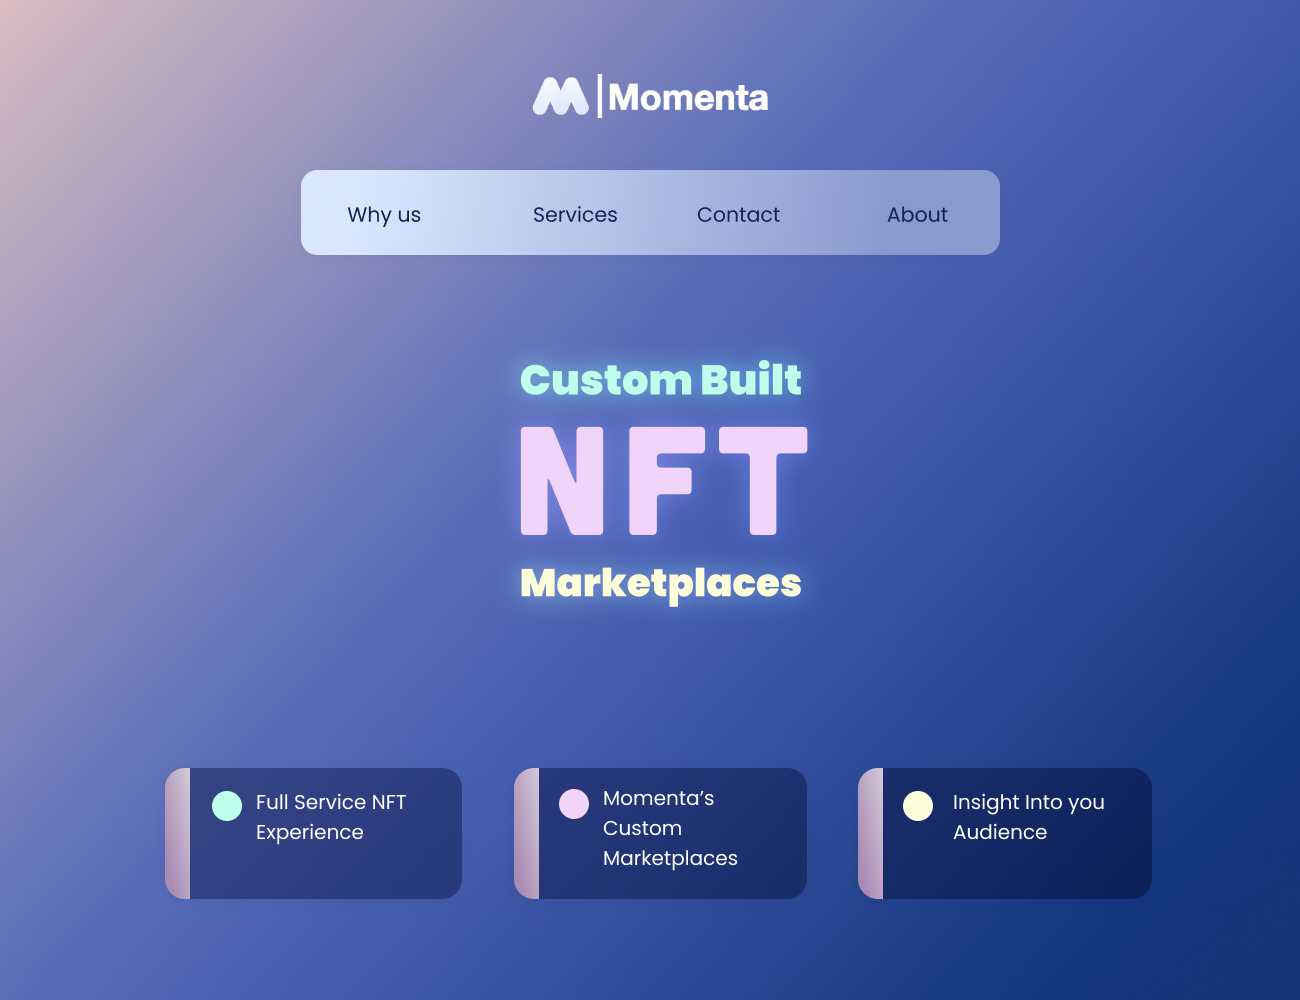 Momenta
Why us
Services
Contact
About
Custom Built
NFT
Marketplaces
Full Service NFT
Experience
Momenta’s
Custom
Marketplaces
Insight Into you
Audience